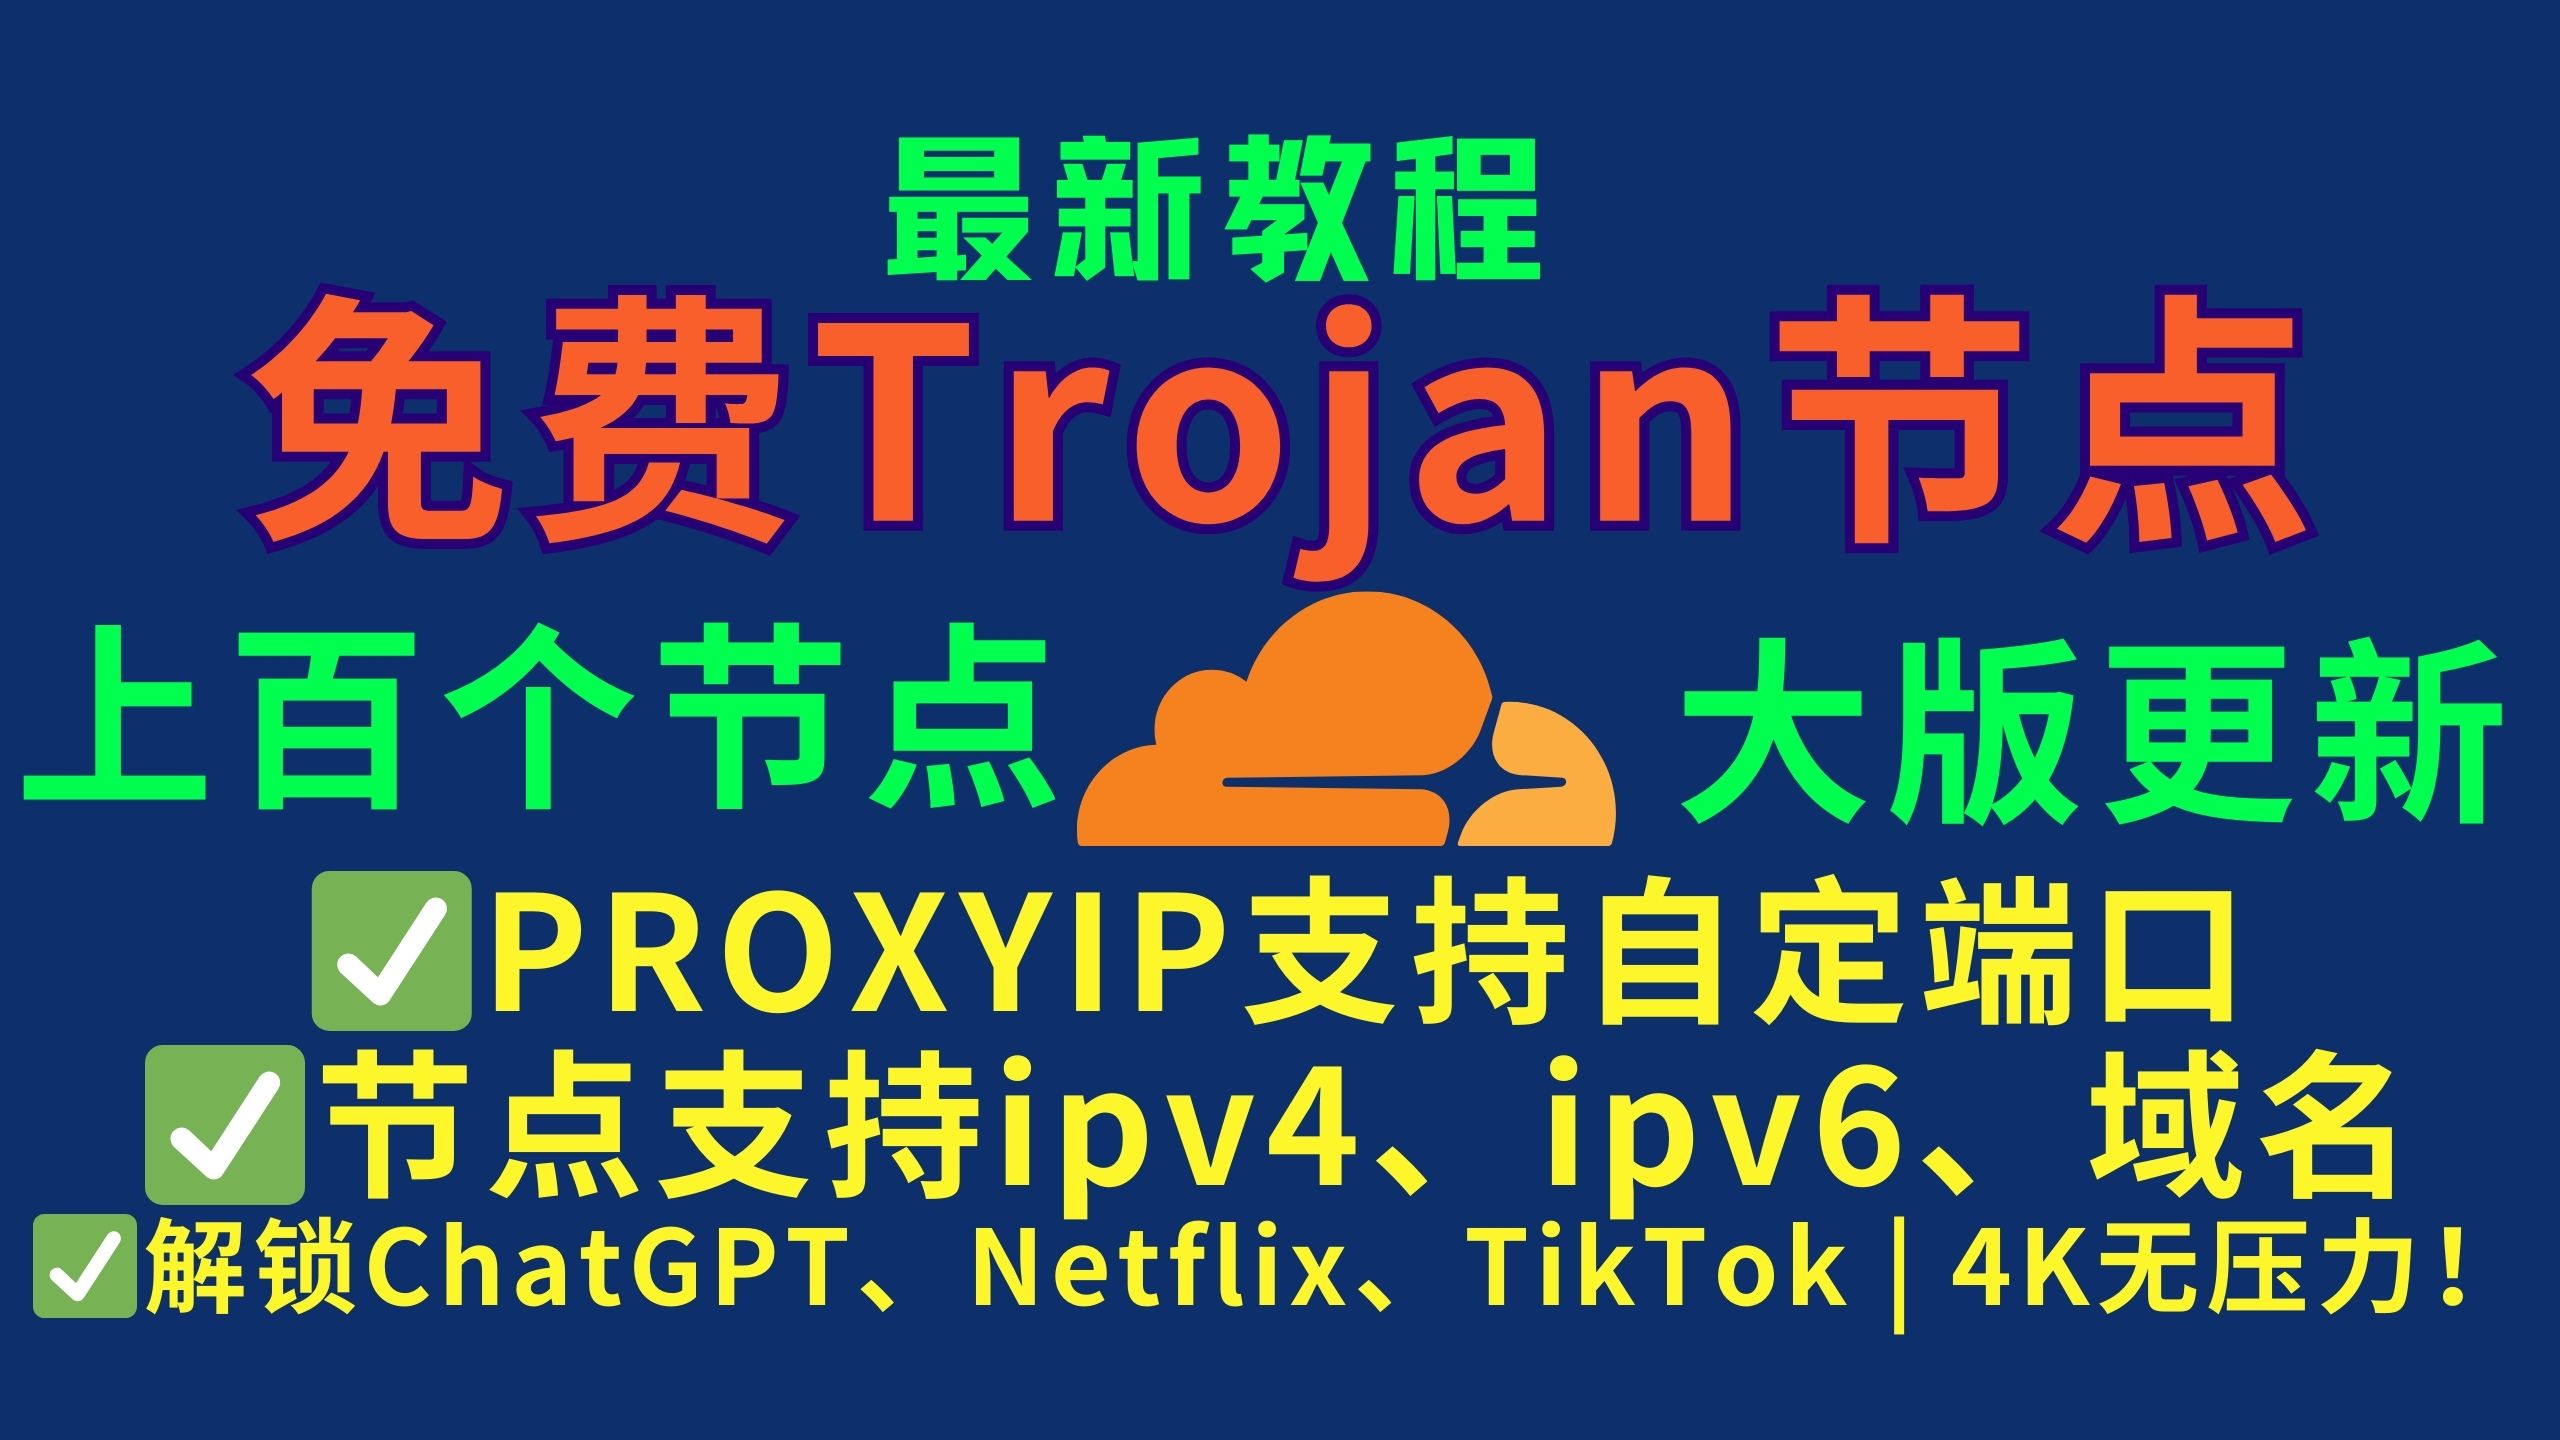 最新教程
免费Trojan节点
上百个节点 大版更新
✅PROXYIP支持自定端口
✅节点支持ipv4、ipv6、域名
✅解锁ChatGPT、Netflix、TikTok | 4K无压力！